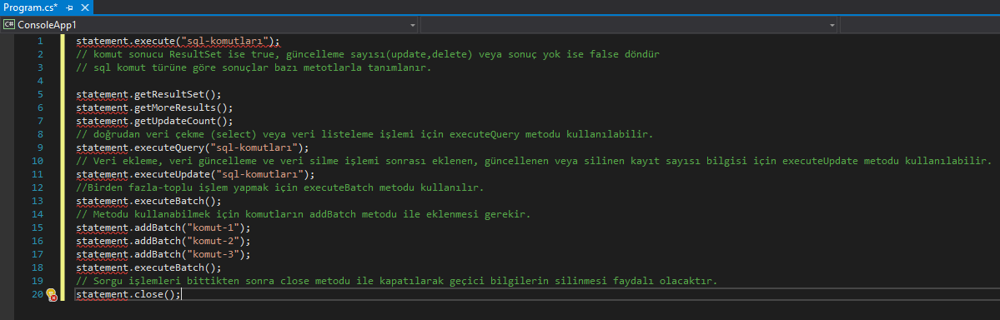 Program.cs*
C# ConsoleApp1
1 statement.execute("sql-komutları");
2 // komut sonucu ResultSet ise true, güncelleme sayısı(update,delete) veya sonuç yok ise false döndür
3 // sql komut türüne göre sonuçlar bazı metotlarla tanımlanır.
4
5 statement.getResultSet();
6 statement.getMoreResults();
7 statement.getUpdateCount();
8 // doğrudan veri çekme (select) veya veri listeleme işlemi için executeQuery metodu kullanılabilir.
9 statement.executeQuery("sql-komutları");
10 // Veri ekleme, veri güncelleme ve veri silme işlemi sonrası eklenen, güncellenen veya silinen kayıt sayısı bilgisi için executeUpdate metodu kullanılabilir.
11 statement.executeUpdate("sql-komutları");
12 //Birden fazla-toplu işlem yapmak için executeBatch metodu kullanılır.
13 statement.executeBatch();
14 // Metodu kullanabilmek için komutların addBatch metodu ile eklenmesi gerekir.
15 statement.addBatch("komut-1");
16 statement.addBatch("komut-2");
17 statement.addBatch("komut-3");
18 statement.executeBatch();
19 // Sorgu işlemleri bittikten sonra close metodu ile kapatılarak geçici bilgilerin silinmesi faydalı olacaktır.
20 statement.close();